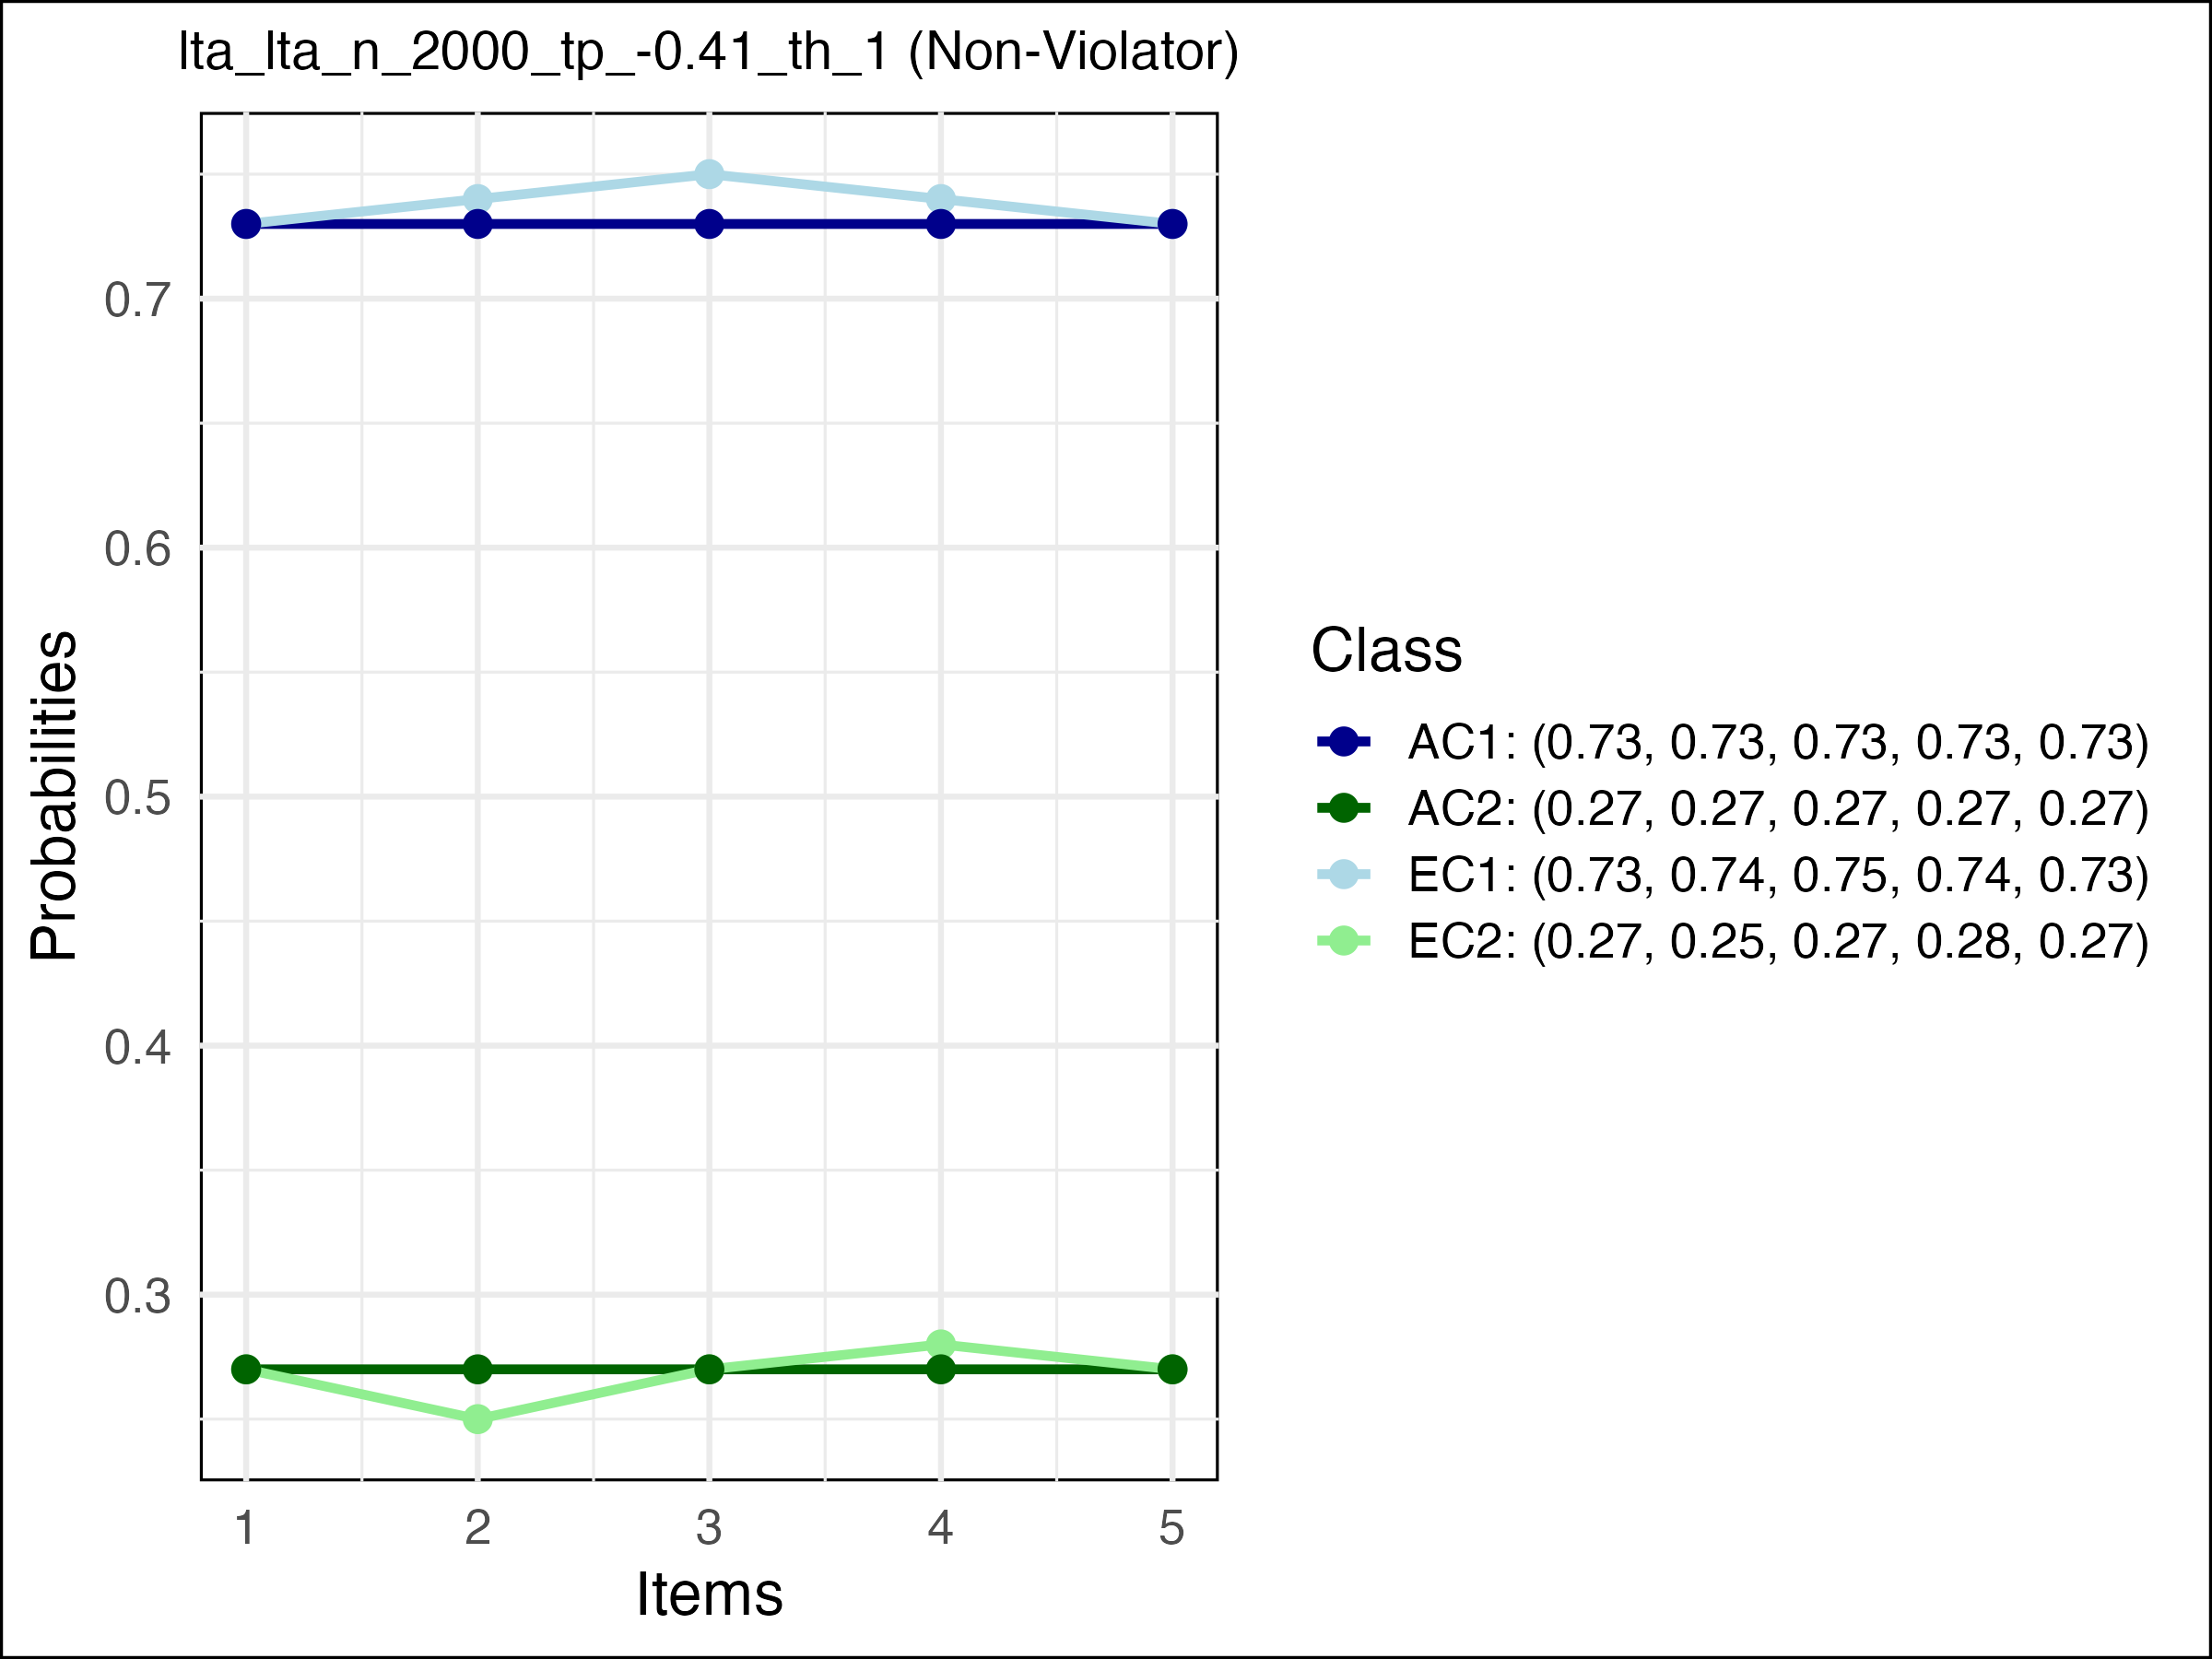 lta_lta_n_2000_tp_-0.41_th_1 (Non-Violator)
Probabilities
0.7
0.6
0.5
0.4
0.3
1 2 3 4 5
Items
Class
AC1: (0.73, 0.73, 0.73, 0.73, 0.73)
AC2: (0.27, 0.27, 0.27, 0.27, 0.27)
EC1: (0.73, 0.74, 0.75, 0.74, 0.73)
EC2: (0.27, 0.25, 0.27, 0.28, 0.27)